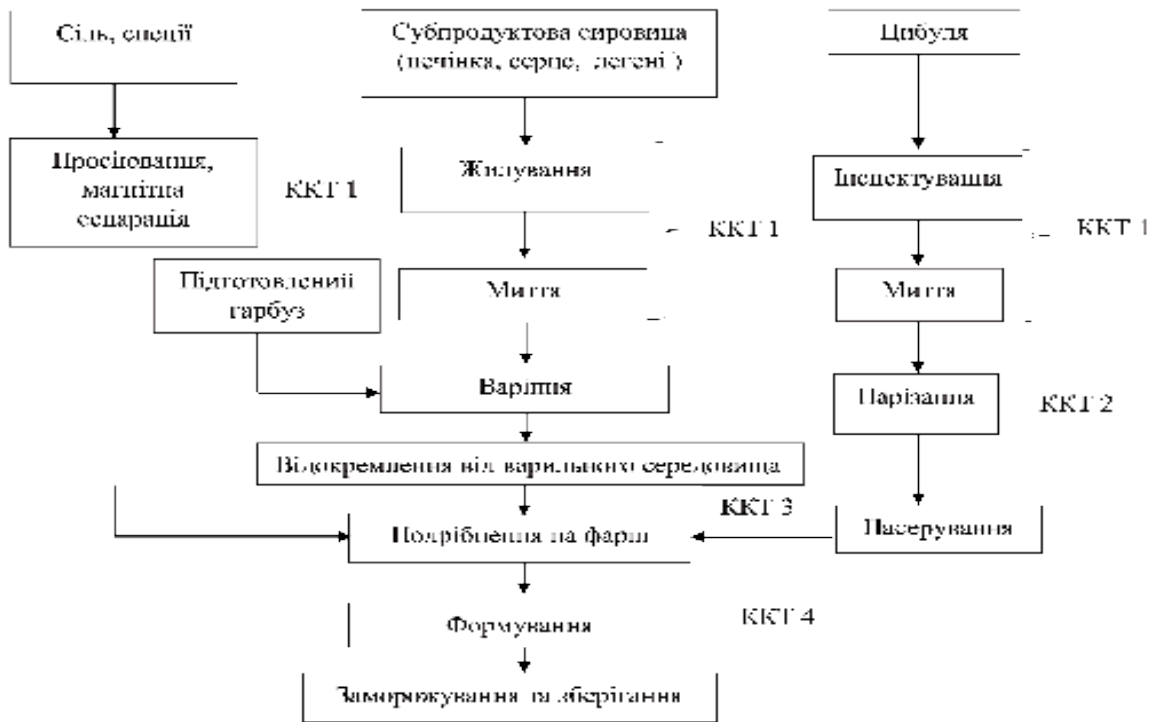 Сіль, спеції
Субпродуктова сировина
(печінка, серце, легені )
Цибуля
Просіювання,
магнітна
сепарація
ККТ 1
Жилування
ККТ 1
Інспектування
ККТ 1
Підготовлений
гарбуз
Миття
Миття
Варіння
Нарізання
ККТ 2
Відокремлення від варильного середовища
ККТ 3
Подрібнення на фарш
Пасерування
Формування
ККТ 4
Заморожування та зберігання